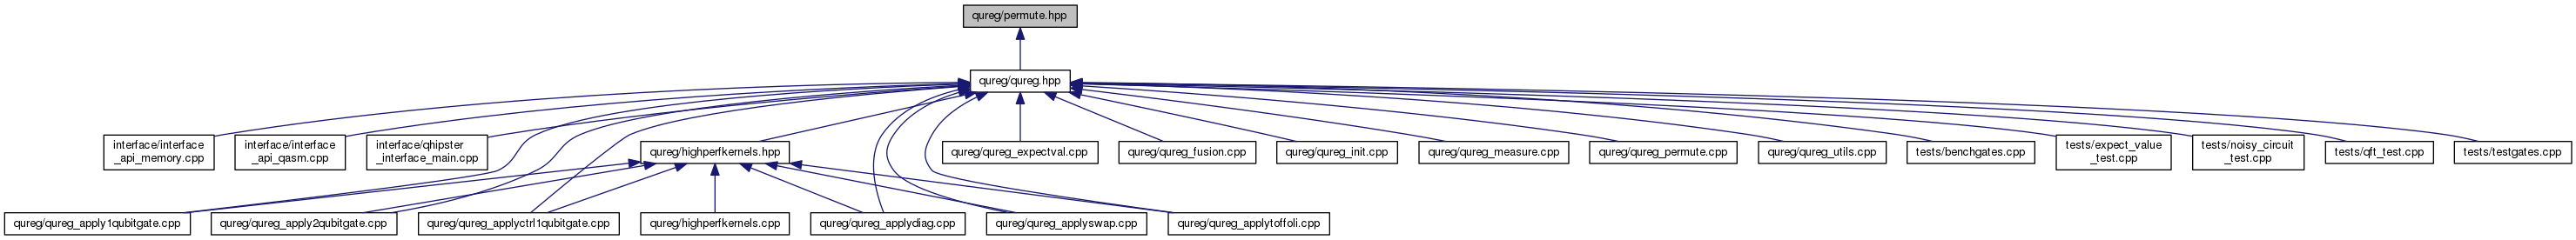 qureg/permute.hpp
qureg/qureg.hpp
interface/interface
_api_memory.cpp
interface/interface
_api_qasm.cpp
interface/qhipster
_interface_main.cpp
qureg/highperfkernels.hpp
qureg/qureg_expectval.cpp
qureg/qureg_fusion.cpp
qureg/qureg_init.cpp
qureg/qureg_measure.cpp
qureg/qureg_permute.cpp
qureg/qureg_utils.cpp
tests/benchgates.cpp
tests/expect_value
_test.cpp
tests/noisy_circuit
_test.cpp
tests/qft_test.cpp
tests/testgates.cpp
qureg/qureg_apply1qubitgate.cpp
qureg/qureg_apply2qubitgate.cpp
qureg/qureg_applyctrl1qubitgate.cpp
qureg/highperfkernels.cpp
qureg/qureg_applydiag.cpp
qureg/qureg_applyswap.cpp
qureg/qureg_applytoffoli.cpp